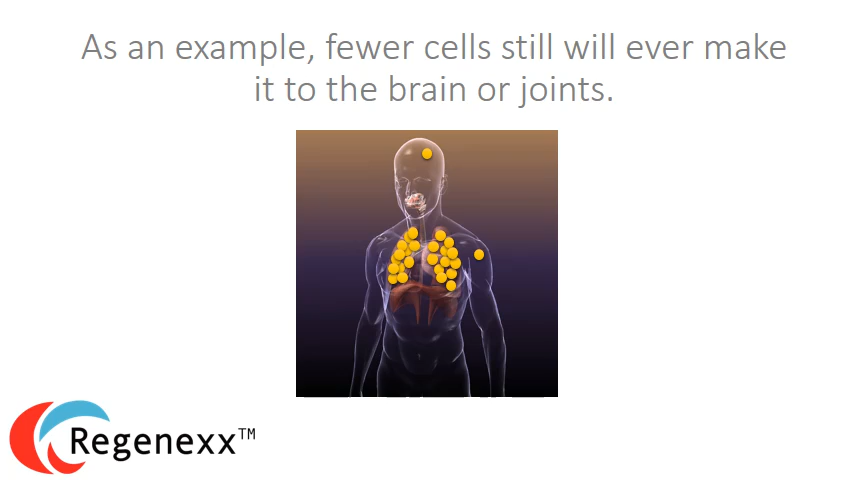 As an example, fewer cells still will ever make
it to the brain or joints.
Regenexx™